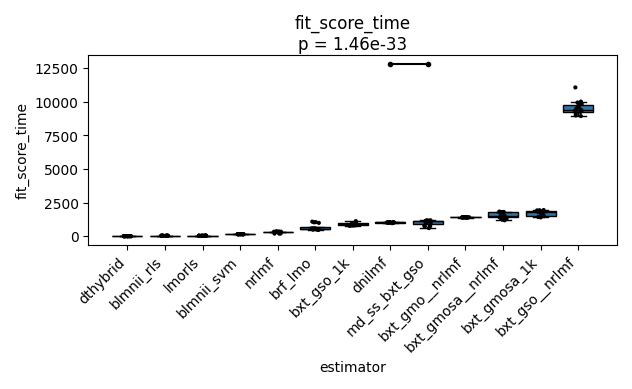 fit_score_time
p = 1.46e-33
fit_score_time
12500
10000
7500
5000
2500
0
dthybrid
blmnii_rls
lmorls
blmnii_svm
nrlmf
brf_lmo
bxt_gso_1k
dnilmf
md_ss_bxt_gso
bxt_gmo__nrlmf
bxt_gmosa__nrlmf
bxt_gmosa_1k
bxt_gso__nrlmf
estimator